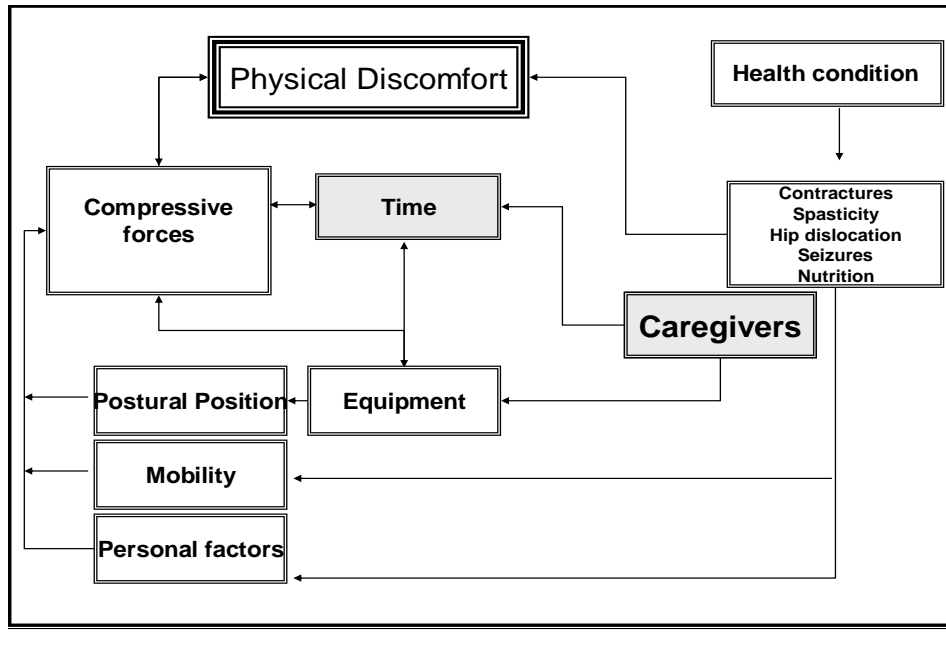 Physical Discomfort
Health condition
Compressive
forces
Time
Contractures
Spasticity
Hip dislocation
Seizures
Nutrition
Caregivers
Postural Position
Equipment
Mobility
Personal factors